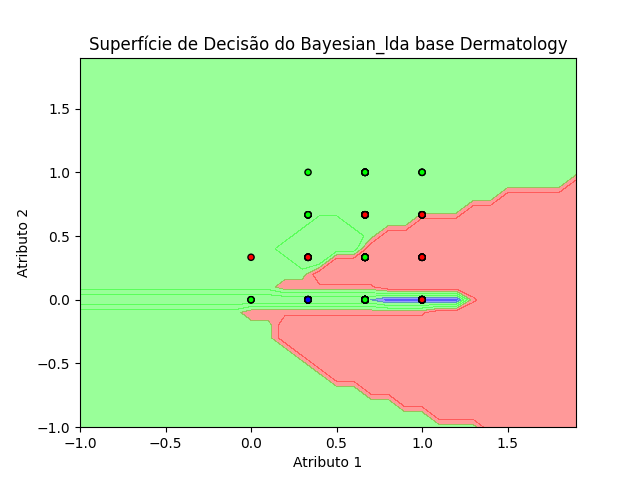 Superfície de Decisão do Bayesian_lda base Dermatology
Atributo 2
1.5
1.0
0.5
0.0
−0.5
−1.0
−1.0 −0.5 0.0 0.5 1.0 1.5
Atributo 1